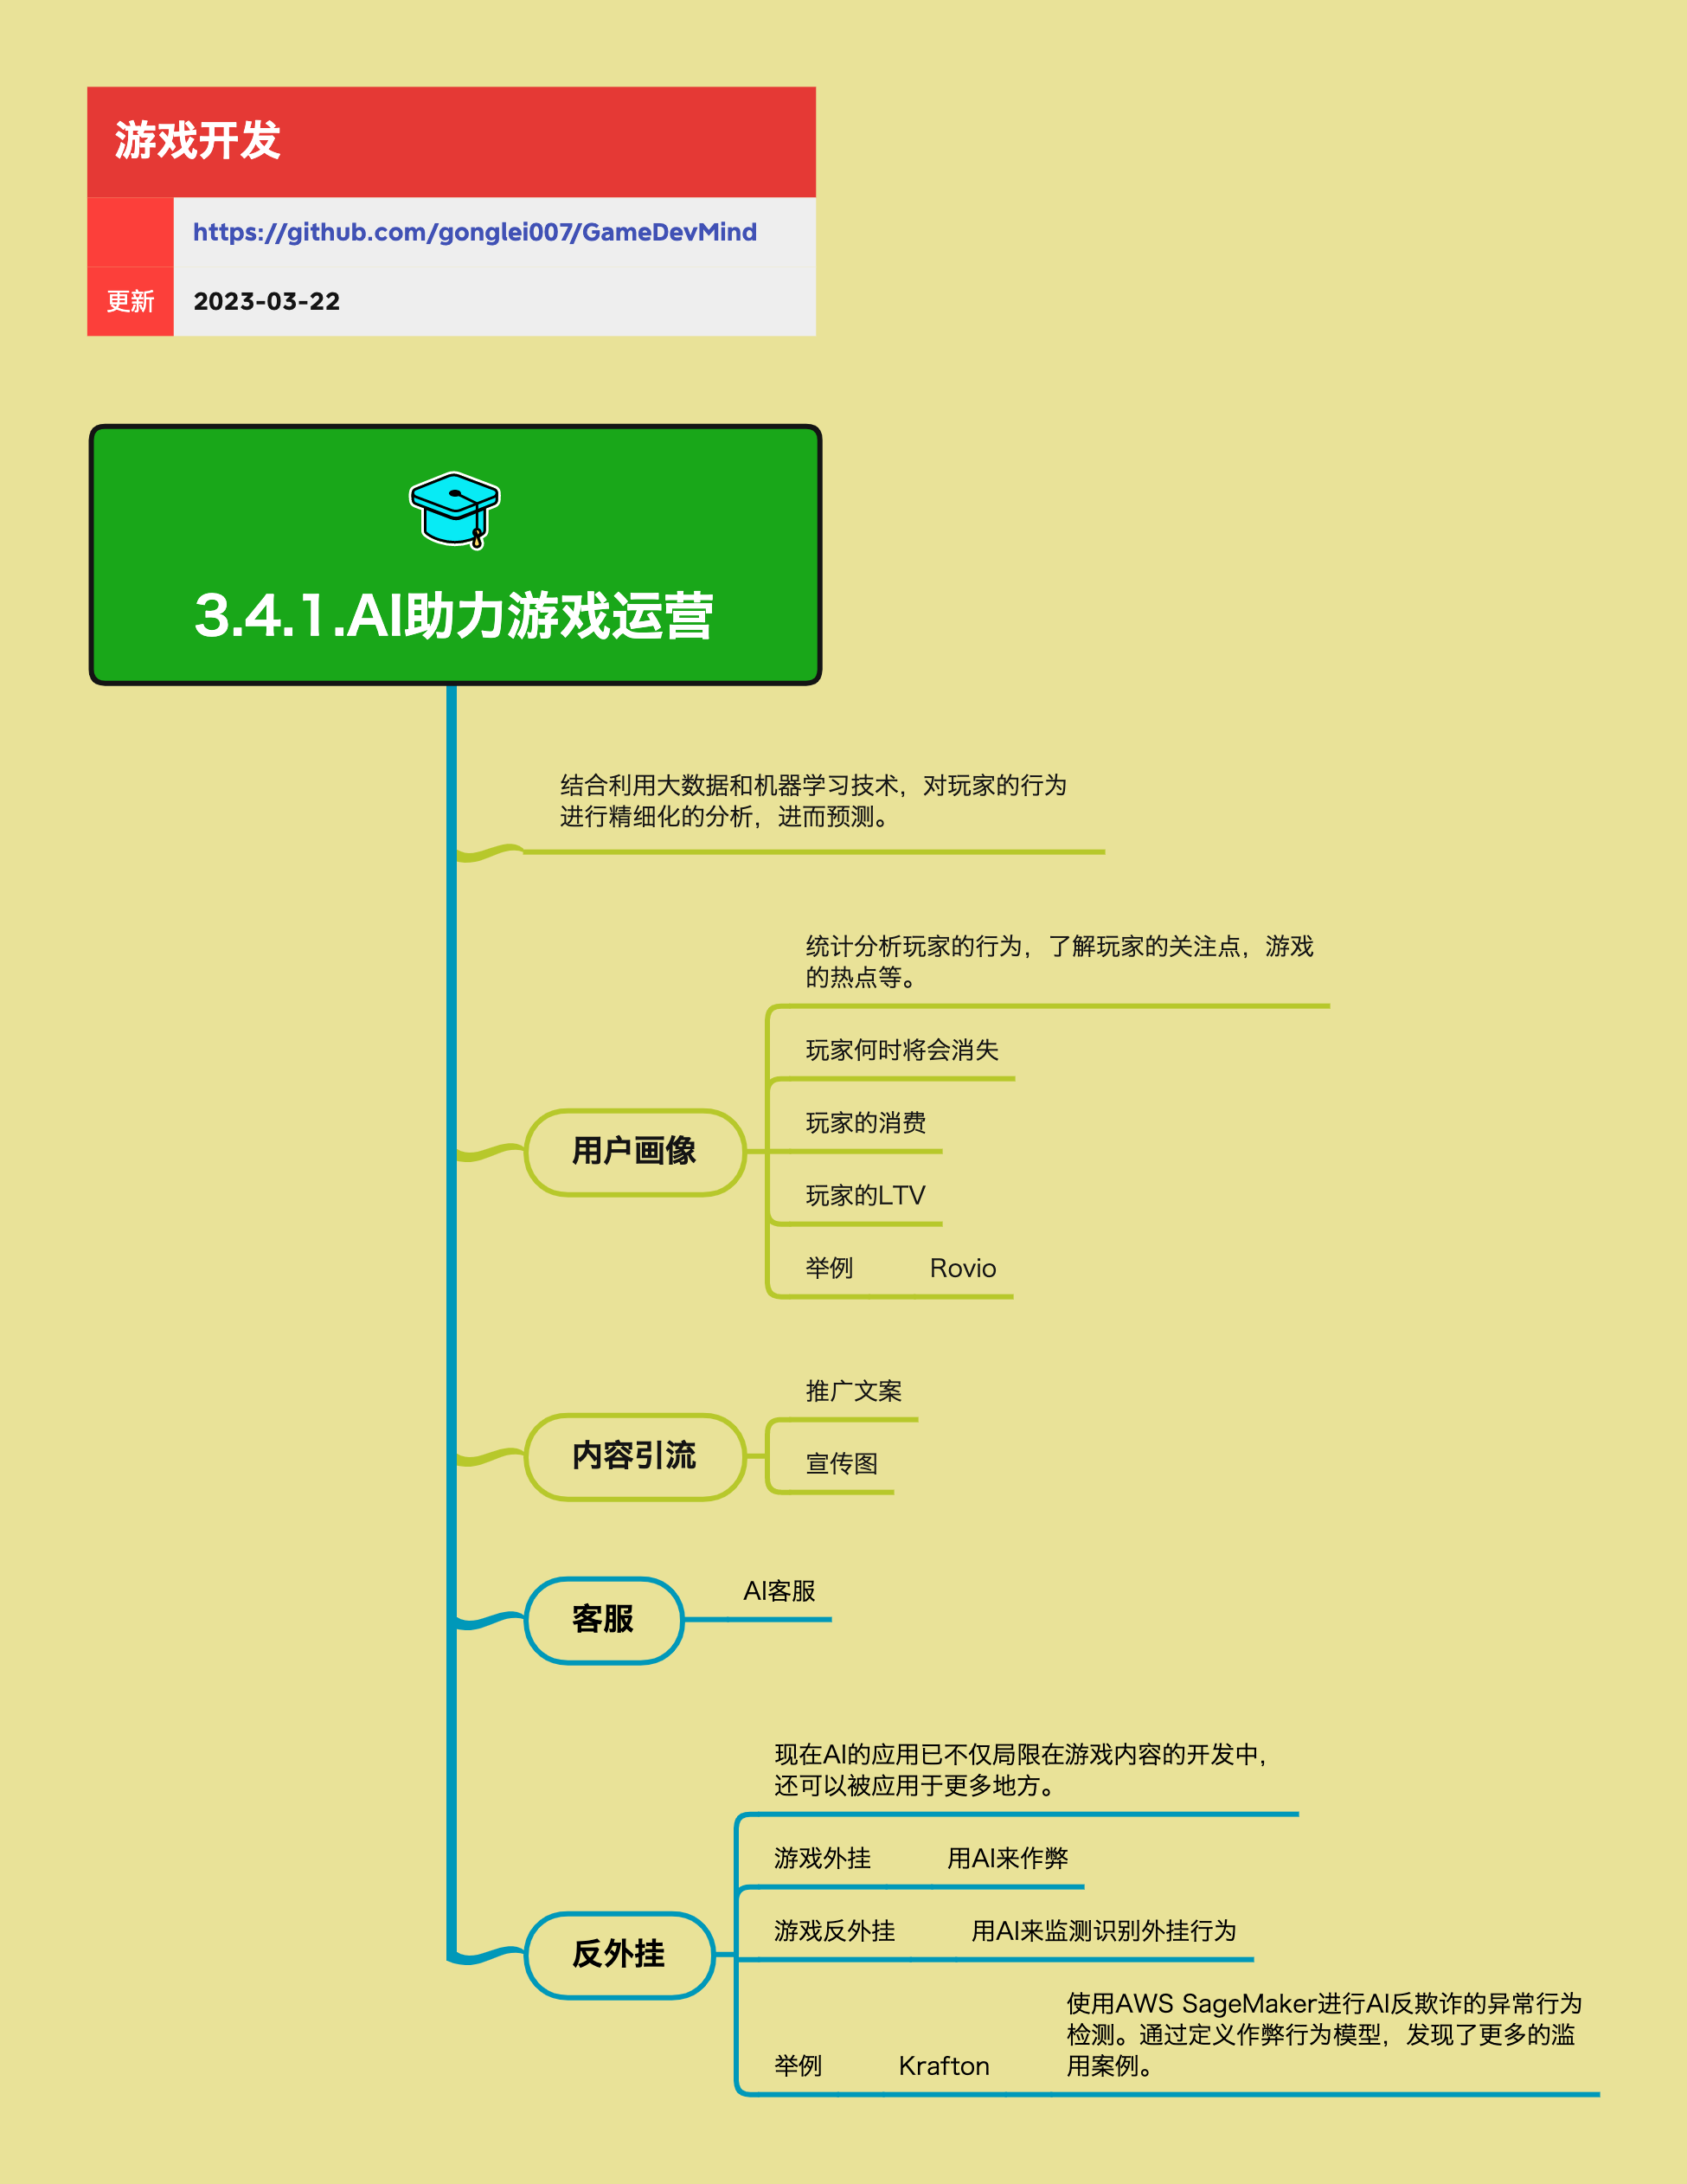 游戏开发
https://github.com/gonglei007/GameDevMind
更新 2023-03-22
3.4.1.AI助力游戏运营
结合利用大数据和机器学习技术，对玩家的行为
进行精细化的分析，进而预测。
用户画像
统计分析玩家的行为，了解玩家的关注点，游戏
的热点等。
玩家何时将会消失
玩家的消费
玩家的LTV
举例 Rovio
内容引流
推广文案
宣传图
客服
AI客服
反外挂
现在AI的应用已不仅局限在游戏内容的开发中，
还可以被应用于更多地方。
游戏外挂 用AI来作弊
游戏反外挂 用AI来监测识别外挂行为
举例 Krafton
使用AWS SageMaker进行AI反欺诈的异常行为
检测。通过定义作弊行为模型，发现了更多的滥
用案例。